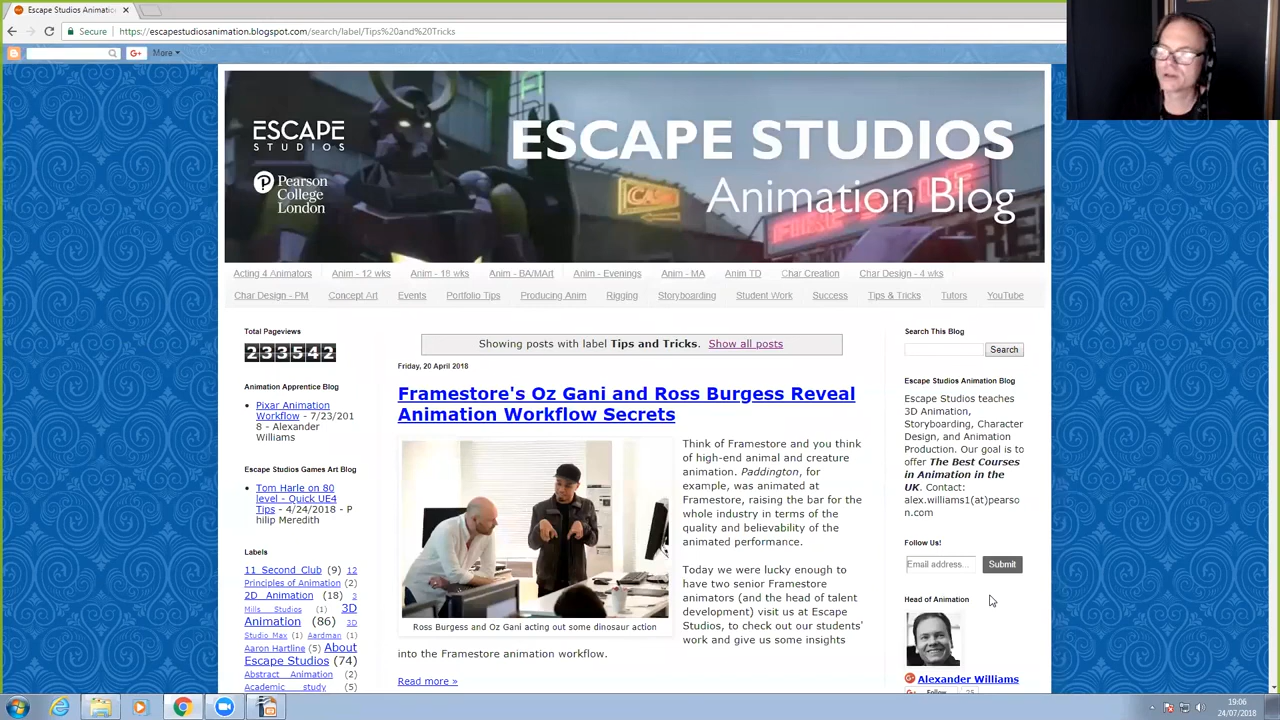 Escape Studios Animatio
Secure
https://escapestudiosanimation.blogspot.com/search/label/Tips%20and%20Tricks
G+
More
ESCAPE
STUDIOS
Pearson
College
London
ESCAPE STUDIOS
Animation Blog
Acting 4 Animators
Anim - 12 wks
Anim - 18 wks
Anim - BA/MArt
Anim - Evenings
Anim - MA
Anim TD
Char Creation
Char Design - 4 wks
Char Design - PM
Concept Art
Events
Portfolio Tips
Producing Anim
Rigging
Storyboarding
Student Work
Success
Tips & Tricks
Tutors
YouTube
Total Pageviews
233542
Animation Apprentice Blog
Pixar Animation
Workflow - 7/23/201
8 - Alexander
Williams
Escape Studios Games Art Blog
Tom Harle on 80
level - Quick UE4
Tips - 4/24/2018 - P
hilip Meredith
Labels
11 Second Club (9) 12
Principles of Animation (2)
2D Animation (18) 3
Mills Studios (1) 3D
Animation (86) 3D
Studio Max (1) Aardman (1)
Aaron Hartline (5) About
Escape Studios (74)
Abstract Animation (2)
Academic study (5)
Showing posts with label Tips and Tricks. Show all posts
Friday, 20 April 2018
Framestore's Oz Gani and Ross Burgess Reveal
Animation Workflow Secrets
Think of Framestore and you think
of high-end animal and creature
animation. Paddington, for
example, was animated at
Framestore, raising the bar for the
whole industry in terms of the
quality and believability of the
animated performance.
Today we were lucky enough to
have two senior Framestore
animators (and the head of talent
development) visit us at Escape
Studios, to check out our students'
work and give us some insights
into the Framestore animation workflow.
Ross Burgess and Oz Gani acting out some dinosaur action
Read more »
Search This Blog
Search
Escape Studios Animation Blog
Escape Studios teaches
3D Animation,
Storyboarding, Character
Design, and Animation
Production. Our goal is to
offer The Best Courses
in Animation in the
UK. Contact:
alex.williams1(at)pearso
n.com
Follow Us!
Email address...
Submit
Head of Animation
Alexander Williams
Follow
25
19:06
24/07/2018